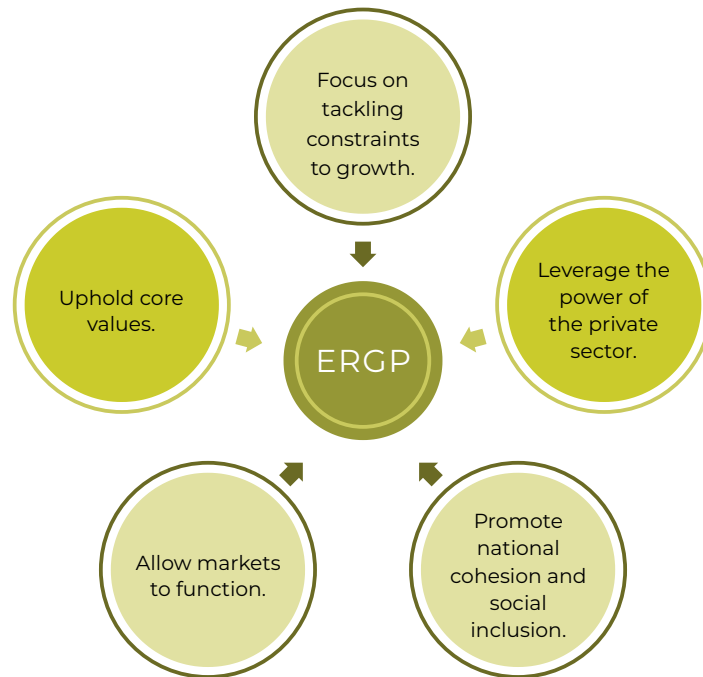 Focus on
tackling
constraints
to growth.
Uphold core
values.
Leverage the
power of
the private
sector.
ERGP
Allow markets
to function.
Promote
national
cohesion and
social
inclusion.